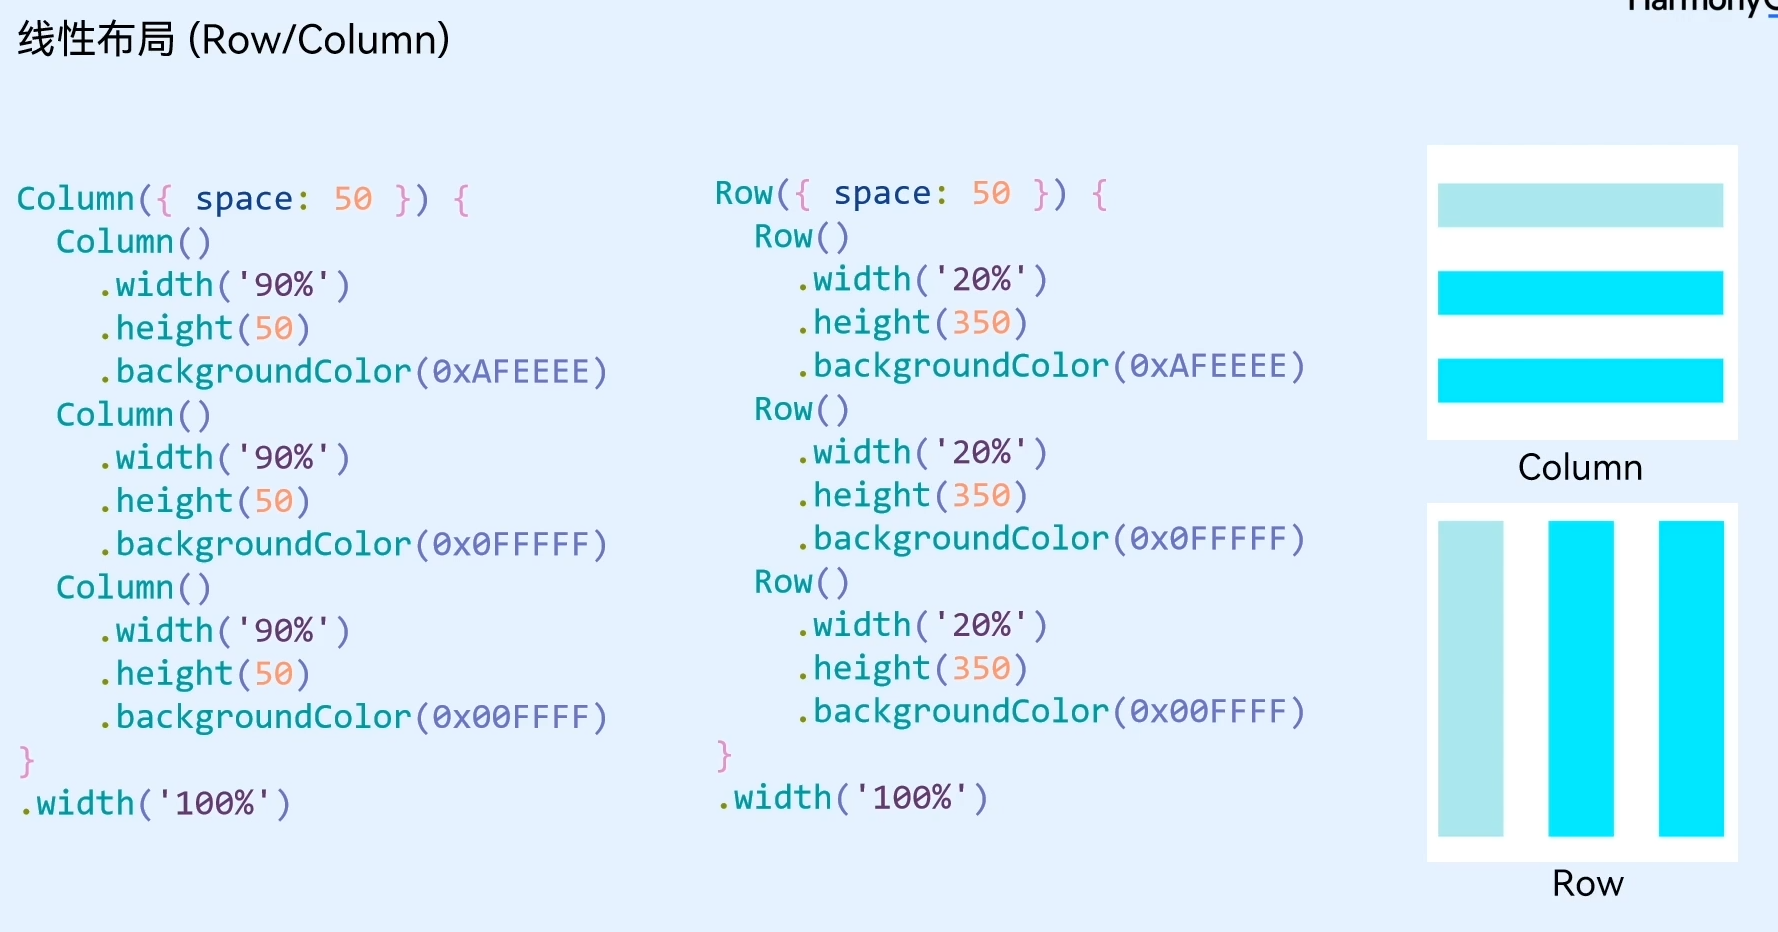 线性布局 (Row/Column)
Column({ space: 50 }) {
Column()
.width('90%')
.height(50)
.backgroundColor(0xAFEEEE)
Column()
.width('90%')
.height(50)
.backgroundColor(0x0FFFFF)
Column()
.width('90%')
.height(50)
.backgroundColor(0x00FFFF)
}
.width('100%')
Row({ space: 50 }) {
Row()
.width('20%')
.height(350)
.backgroundColor(0xAFEEEE)
Row()
.width('20%')
.height(350)
.backgroundColor(0x0FFFFF)
Row()
.width('20%')
.height(350)
.backgroundColor(0x00FFFF)
}
.width('100%')
Column
Row